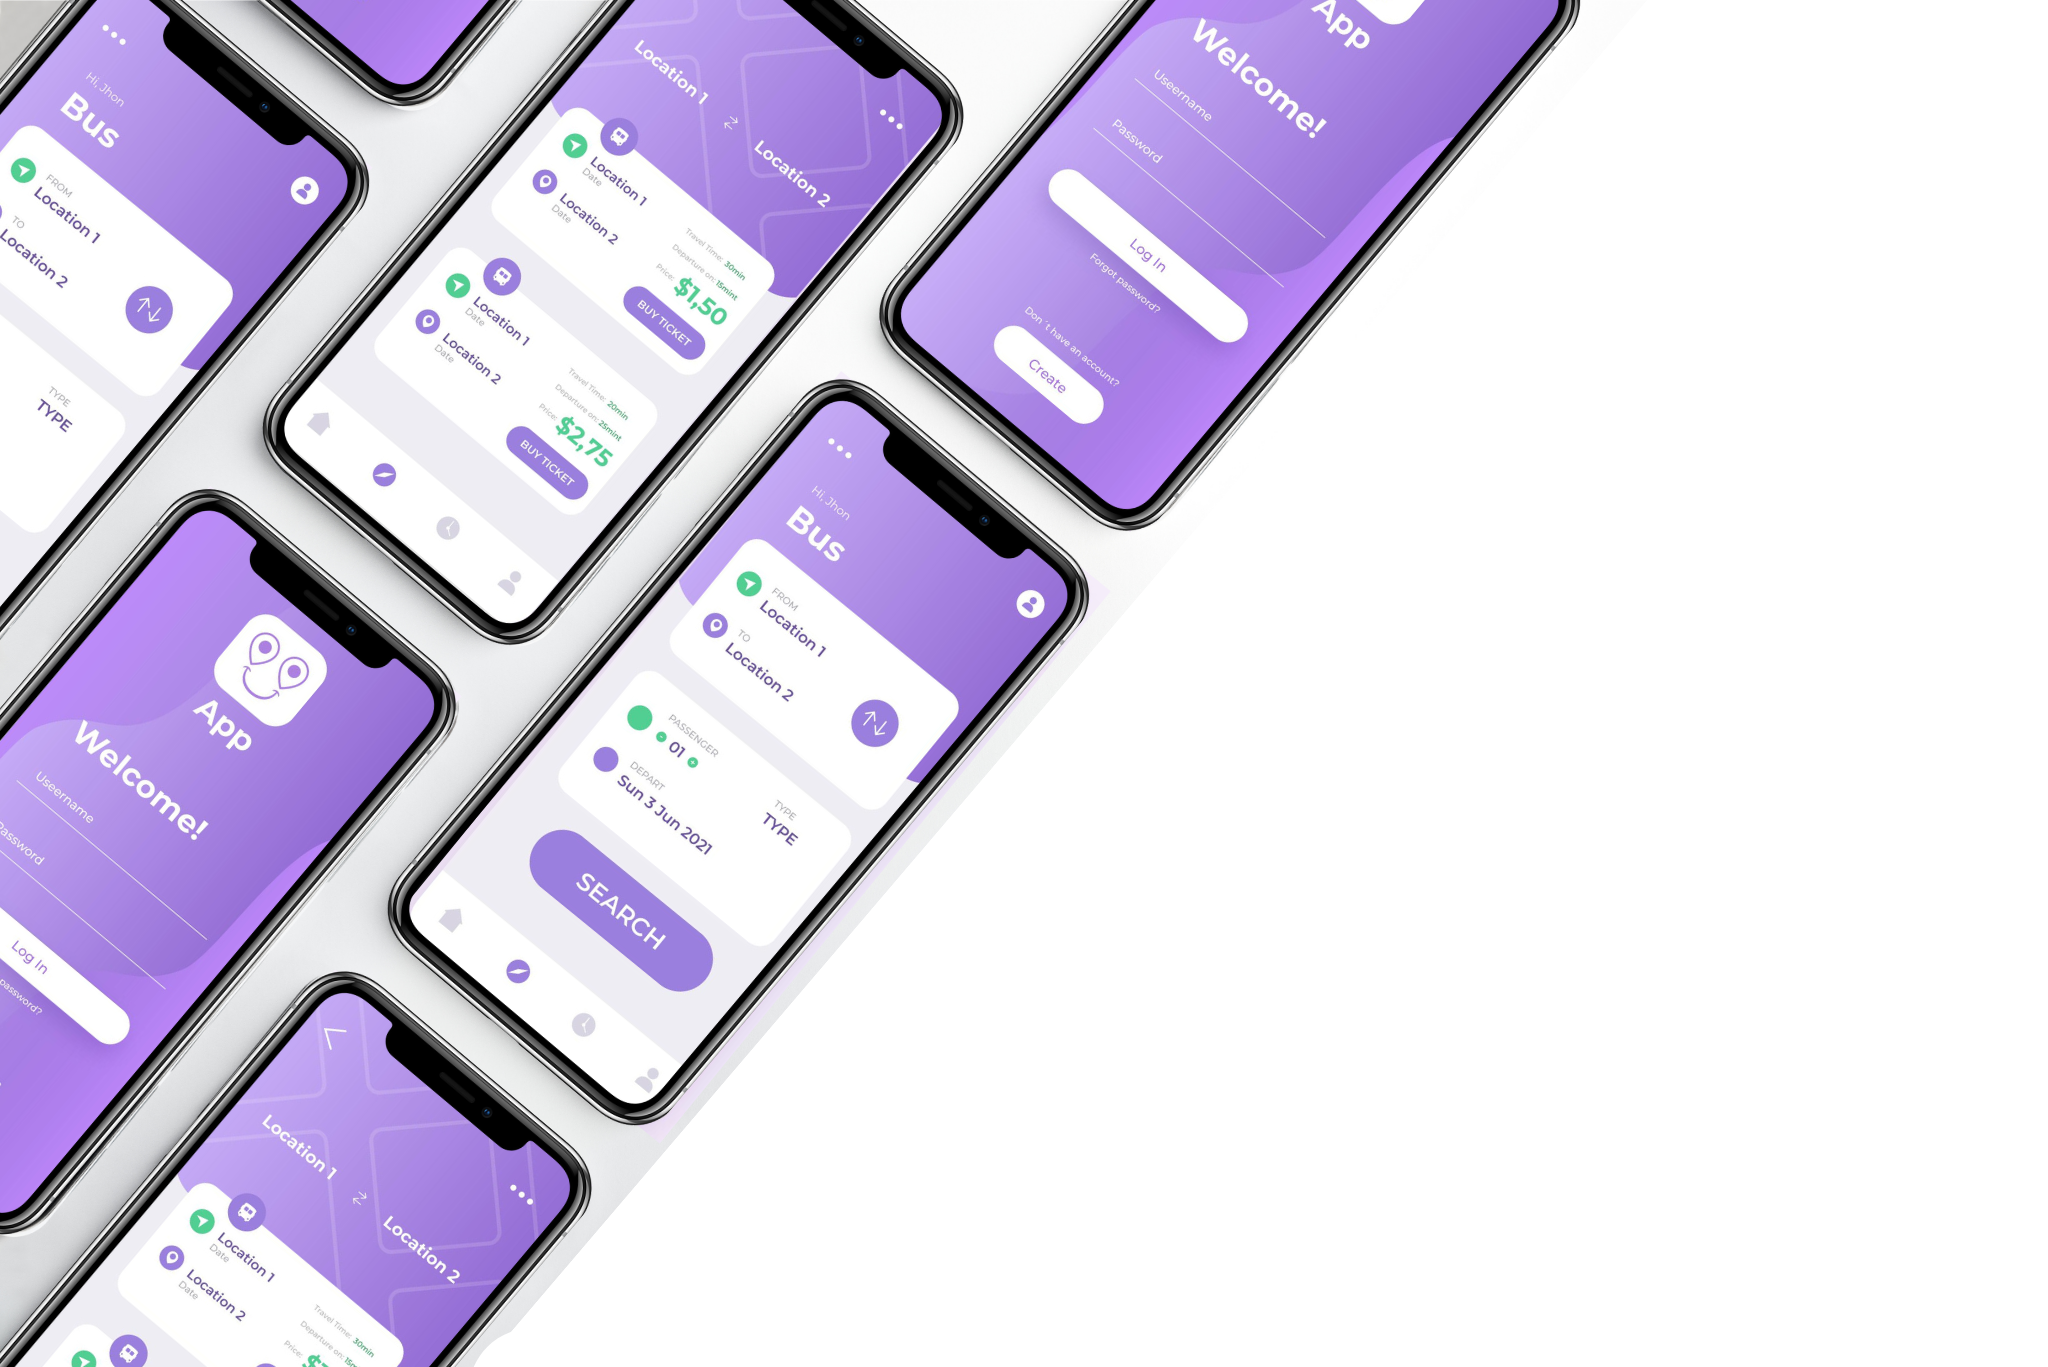 Hi, Jhon
Bus
FROM
Location 1
TO
Location 2
TYPE
TYPE
Location 1
Location 2
Location 1
Date
Location 2
Date
Travel Time: 30min
Departure on: 15mint
Price: $1,50
BUY TICKET
Location 1
Date
Location 2
Date
Travel Time: 20min
Departure on: 25mint
Price: $2,75
BUY TICKET
App
Welcome!
Useername
Password
Log In
Forgot password?
Don´t have an account?
Create
App
Welcome!
Useername
Password
Log In
password?
Hi, Jhon
Bus
FROM
Location 1
TO
Location 2
PASSENGER
01
DEPART
Sun 3 Jun 2021
TYPE
TYPE
SEARCH
Location 1
Location 2
Location 1
Date
Location 2
Date
Travel Time: 30min
Departure on:
Price: